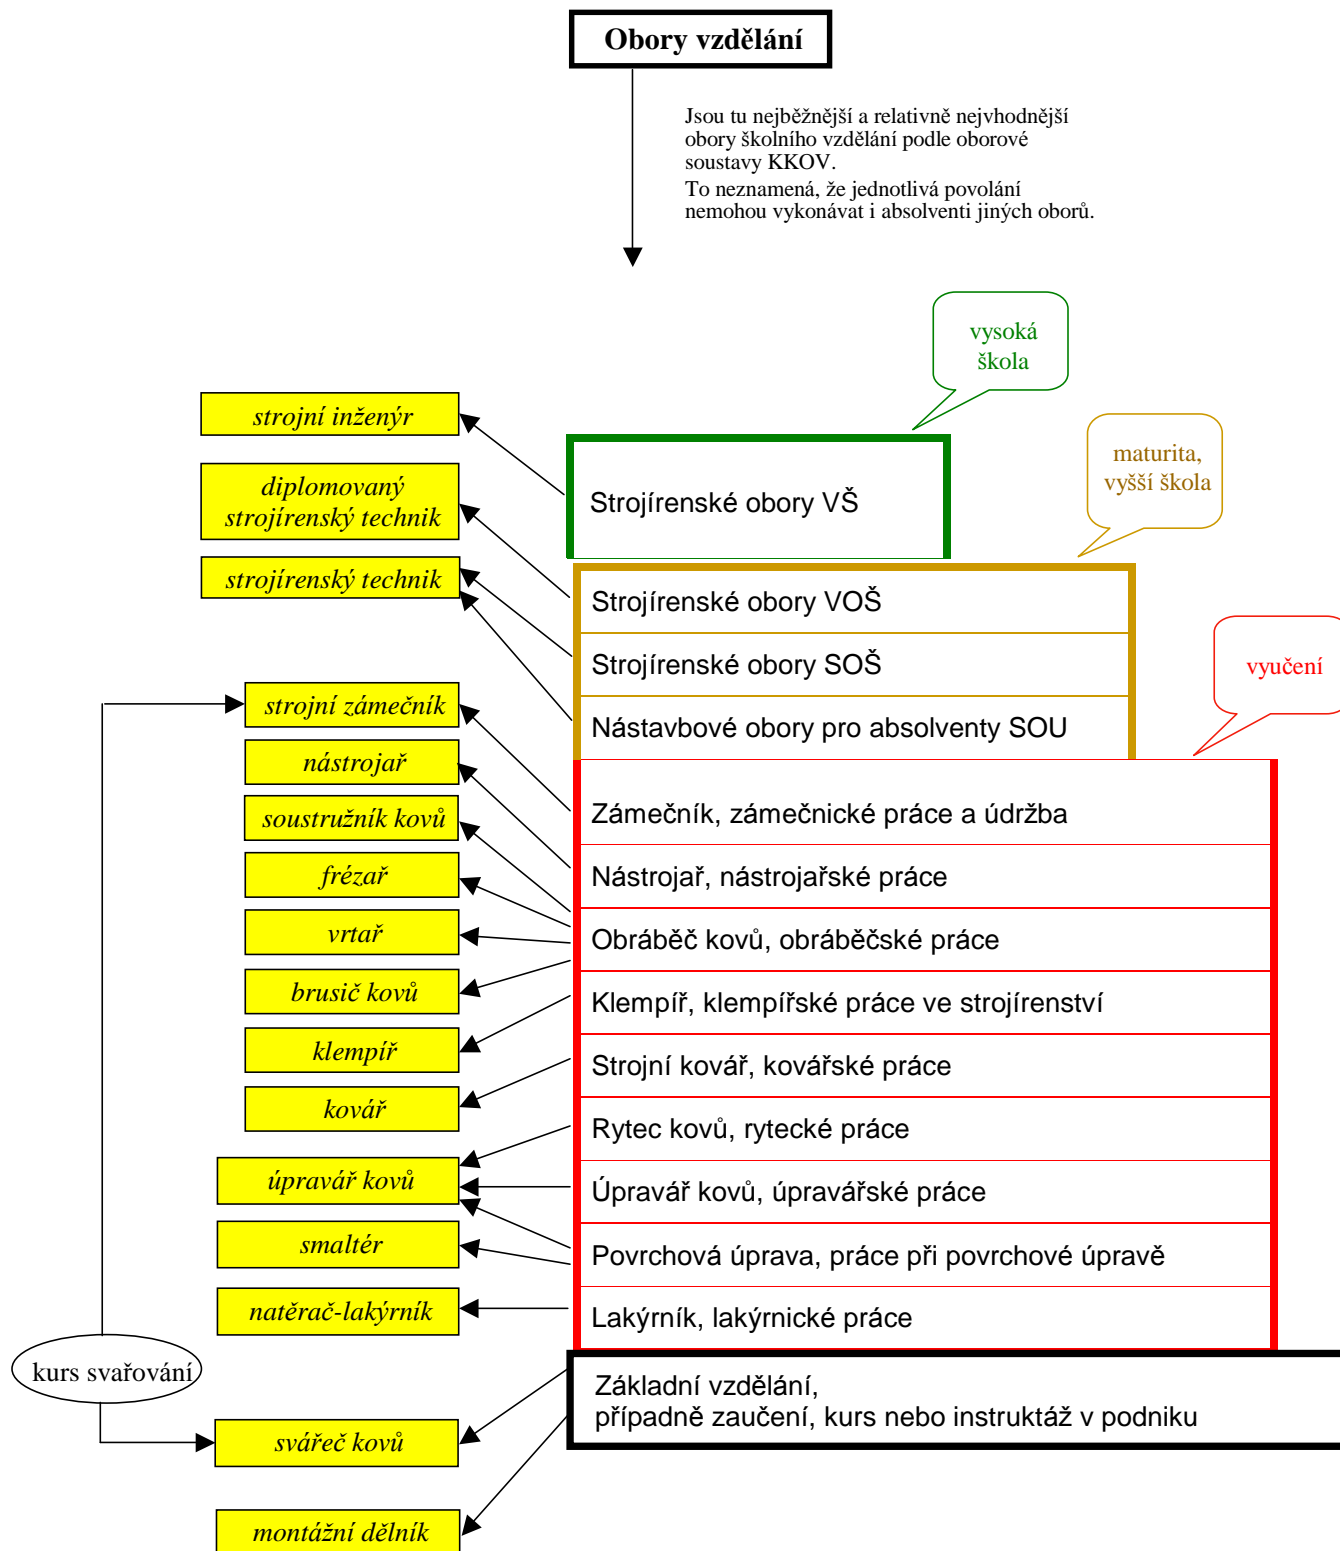 Obory vzdělání
Jsou tu nejběžnější a relativně nejvhodnější
obory školního vzdělání podle oborové
soustavy KKOV.
To neznamená, že jednotlivá povolání
nemohou vykonávat i absolventi jiných oborů.
vysoká
škola
strojní inženýr
maturita,
vyšší škola
diplomovaný
strojírenský technik
Strojírenské obory VŠ
strojírenský technik
Strojírenské obory VOŠ
Strojírenské obory SOŠ
vyučení
strojní zámečník
Nástavbové obory pro absolventy SOU
nástrojař
soustružník kovů
Zámečník, zámečnické práce a údržba
frézař
Nástrojař, nástrojařské práce
vrtař
Obráběč kovů, obráběčské práce
brusič kovů
Klempíř, klempířské práce ve strojírenství
klempíř
Strojní kovář, kovářské práce
kovář
Rytec kovů, rytecké práce
úpravář kovů
Úpravář kovů, úpravářské práce
smaltér
Povrchová úprava, práce při povrchové úpravě
natěrač-lakýrník
Lakýrník, lakýrnické práce
kurs svařování
Základní vzdělání,
případně zaučení, kurs nebo instruktáž v podniku
svářeč kovů
montážní dělník